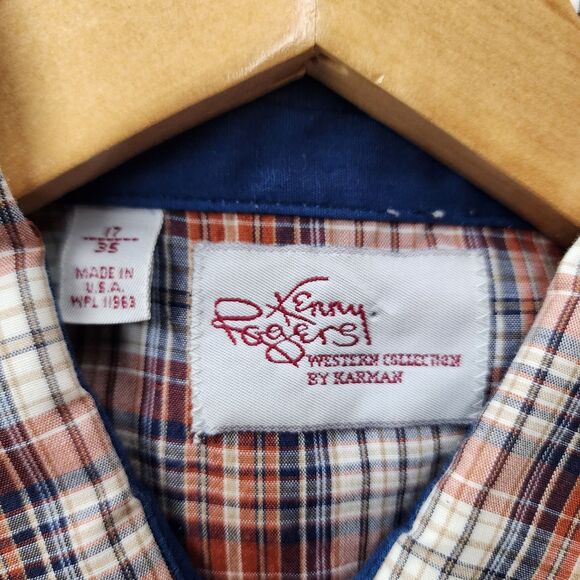 17
35
MADE IN
U.S.A.
WPL 11963
Kenny
Rogers
WESTERN COLLECTION
BY KARMAN